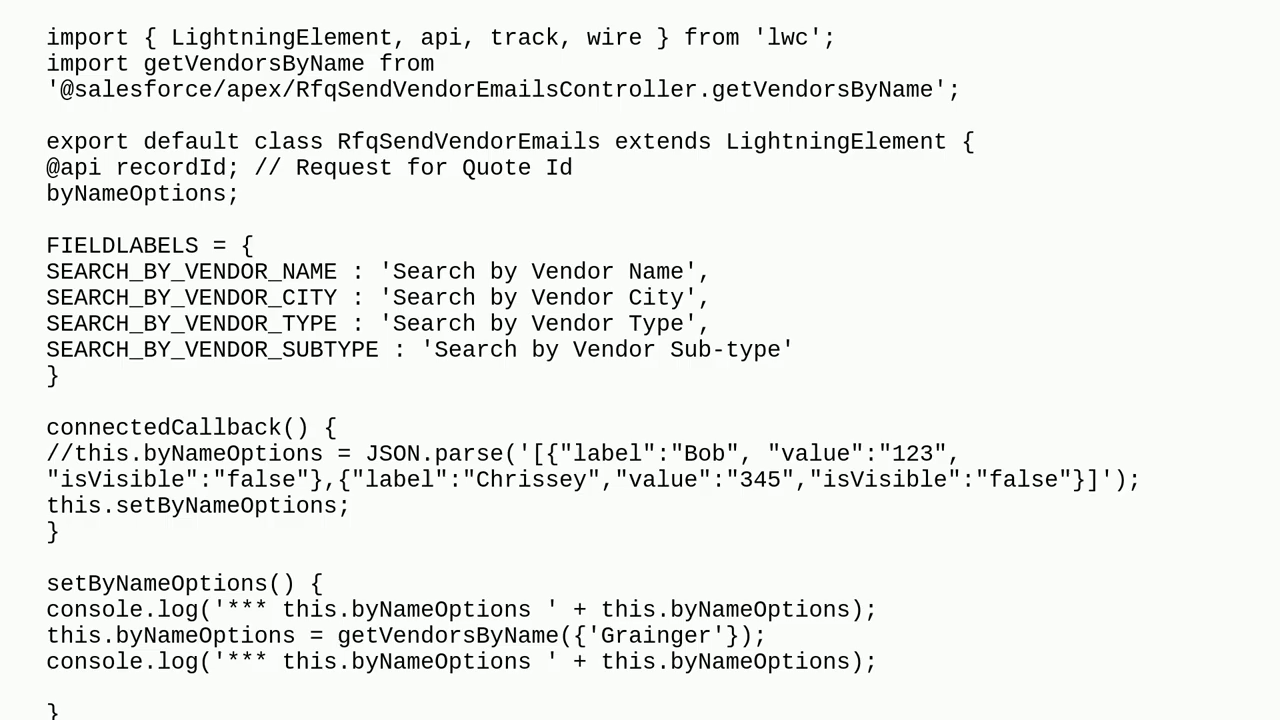 import { LightningElement, api, track, wire } from 'lwc';
import getVendorsByName from
'@salesforce/apex/RfqSendVendorEmailsController.getVendorsByName';

export default class RfqSendVendorEmails extends LightningElement {
@api recordId; // Request for Quote Id
byNameOptions;

FIELDLABELS = {
SEARCH_BY_VENDOR_NAME : 'Search by Vendor Name',
SEARCH_BY_VENDOR_CITY : 'Search by Vendor City',
SEARCH_BY_VENDOR_TYPE : 'Search by Vendor Type',
SEARCH_BY_VENDOR_SUBTYPE : 'Search by Vendor Sub-type'
}

connectedCallback() {
//this.byNameOptions = JSON.parse('[{"label":"Bob", "value":"123",
"isVisible":"false"},{"label":"Chrissey","value":"345","isVisible":"false"}]');
this.setByNameOptions;
}

setByNameOptions() {
console.log('*** this.byNameOptions ' + this.byNameOptions);
this.byNameOptions = getVendorsByName({'Grainger'});
console.log('*** this.byNameOptions ' + this.byNameOptions);

}